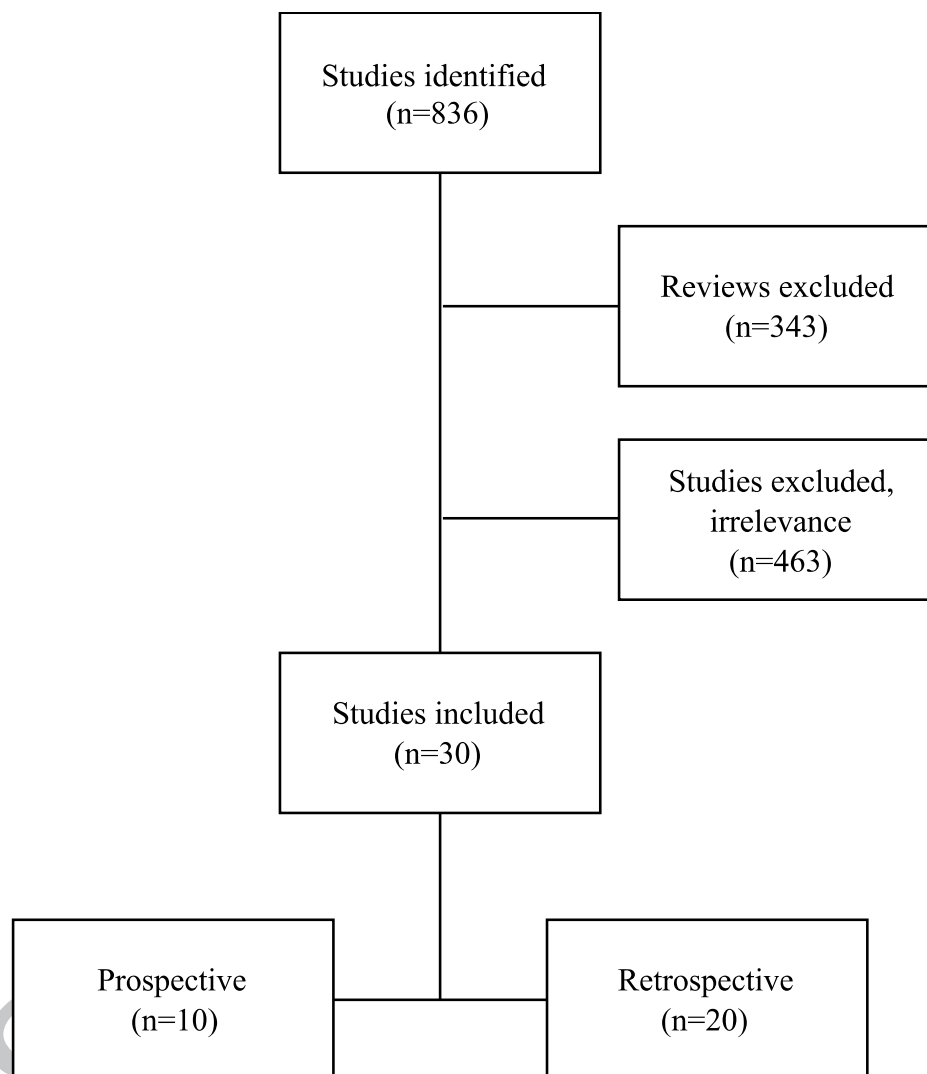 Studies identified
(n=836)
Reviews excluded
(n=343)
Studies excluded,
irrelevance
(n=463)
Studies included
(n=30)
Prospective
(n=10)
Retrospective
(n=20)